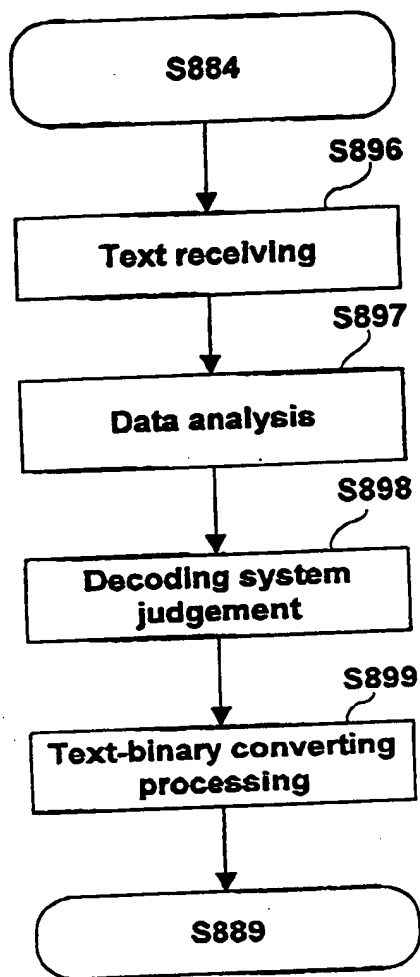 S884
S896
Text receiving
S897
Data analysis
S898
Decoding system
judgement
S899
Text-binary converting
processing
S889